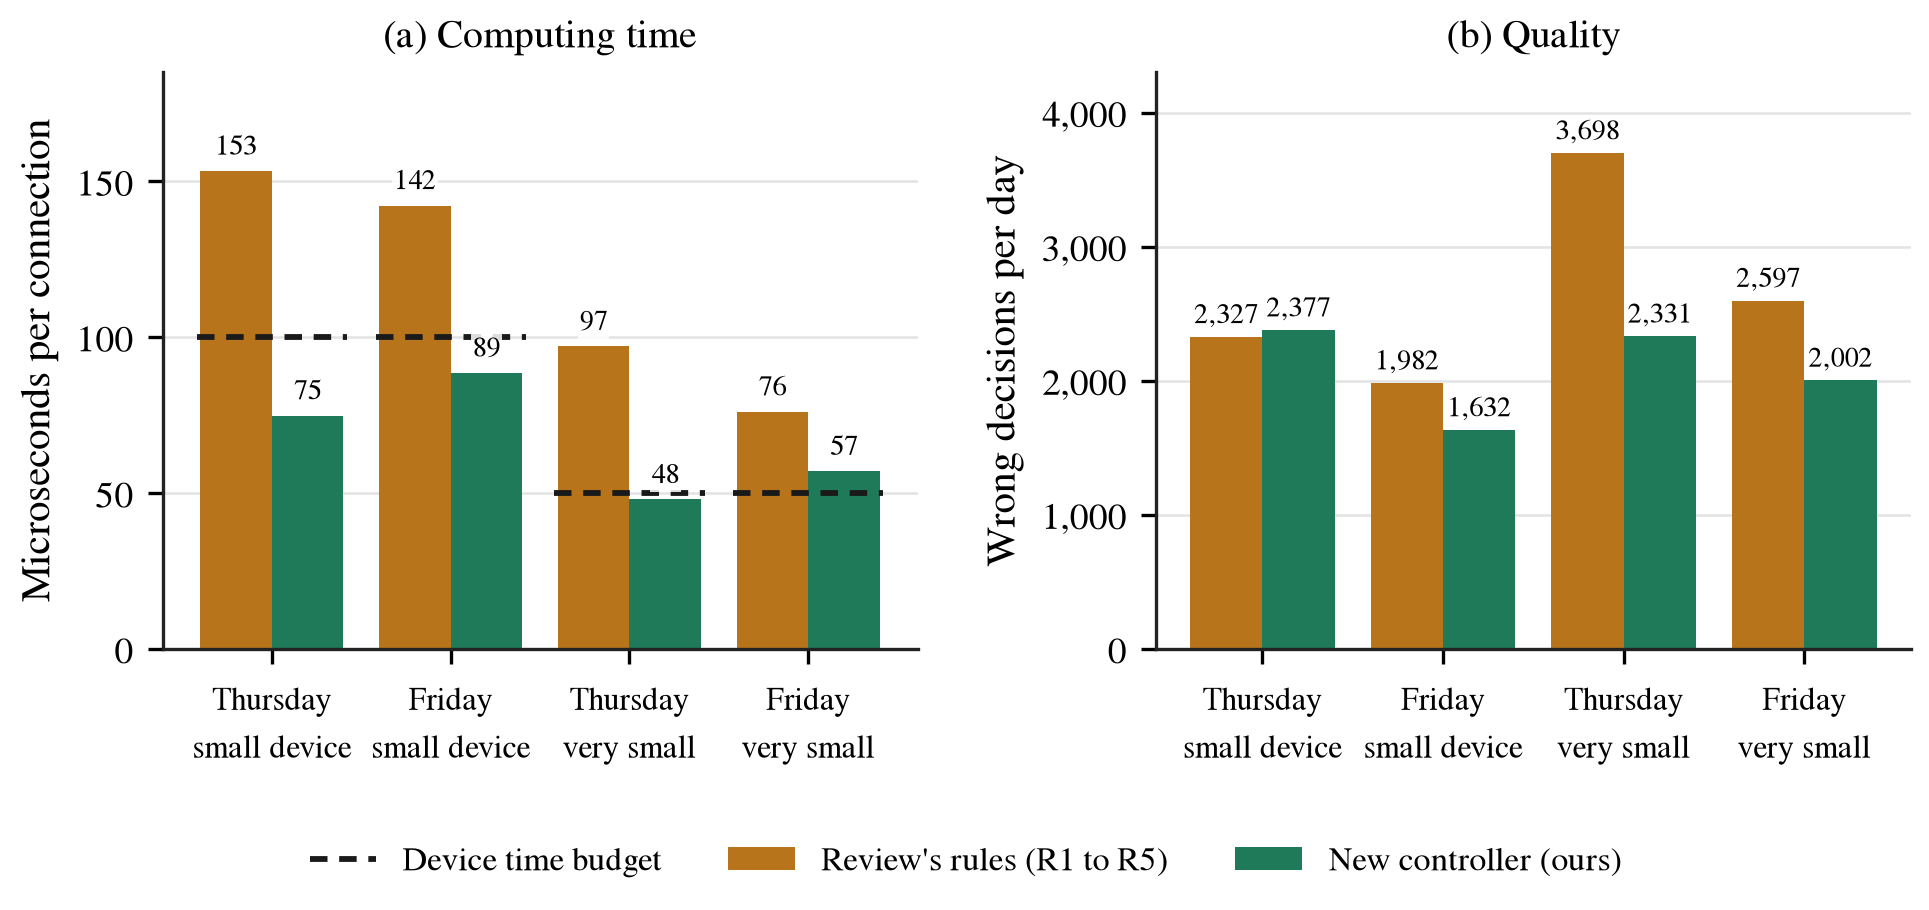 (a) Computing time
Microseconds per connection
150
100
50
0
153
75
142
89
97
48
76
57
Thursday
small device
Friday
small device
Thursday
very small
Friday
very small
(b) Quality
Wrong decisions per day
4,000
3,000
2,000
1,000
0
2,327
2,377
1,982
1,632
3,698
2,331
2,597
2,002
Thursday
small device
Friday
small device
Thursday
very small
Friday
very small
Device time budget
Review's rules (R1 to R5)
New controller (ours)